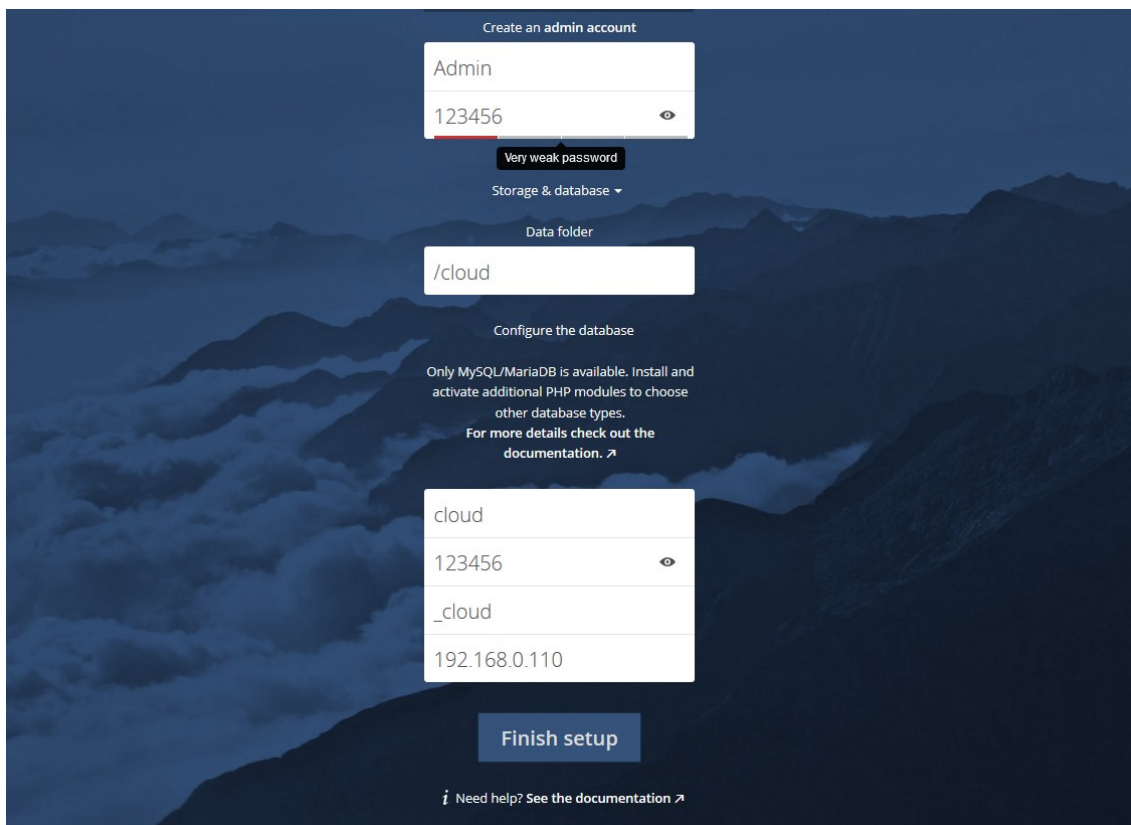 Create an admin account
Admin
123456
Very weak password
Storage & database
Data folder
/cloud
Configure the database
Only MySQL/MariaDB is available. Install and
activate additional PHP modules to choose
other database types.
For more details check out the
documentation. ↗
cloud
123456
_cloud
192.168.0.110
Finish setup
i Need help? See the documentation ↗